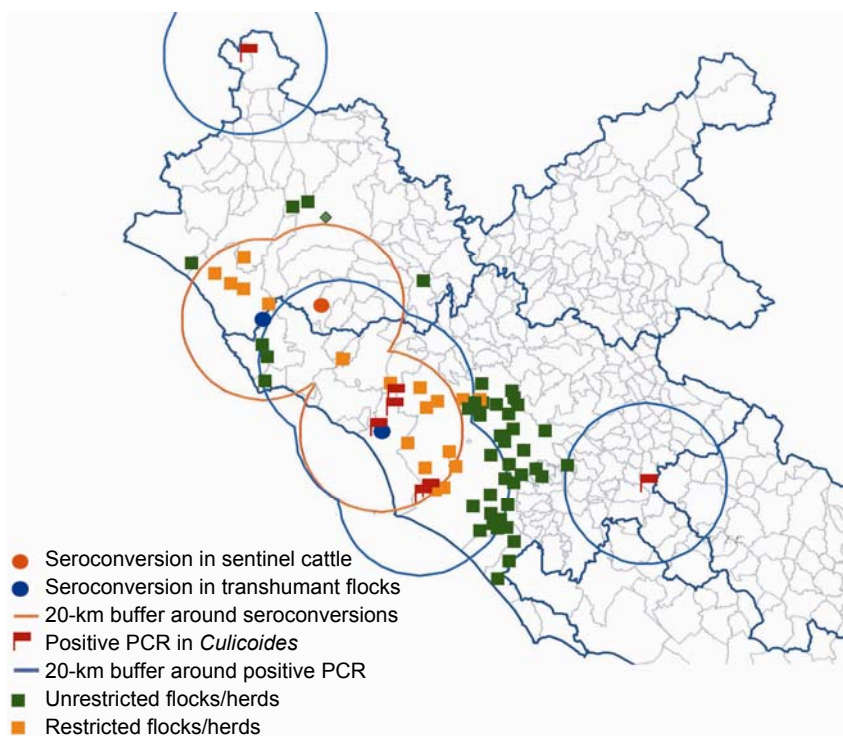 Seroconversion in sentinel cattle
Seroconversion in transhumant flocks
20-km buffer around seroconversions
Positive PCR in Culicoides
20-km buffer around positive PCR
Unrestricted flocks/herds
Restricted flocks/herds